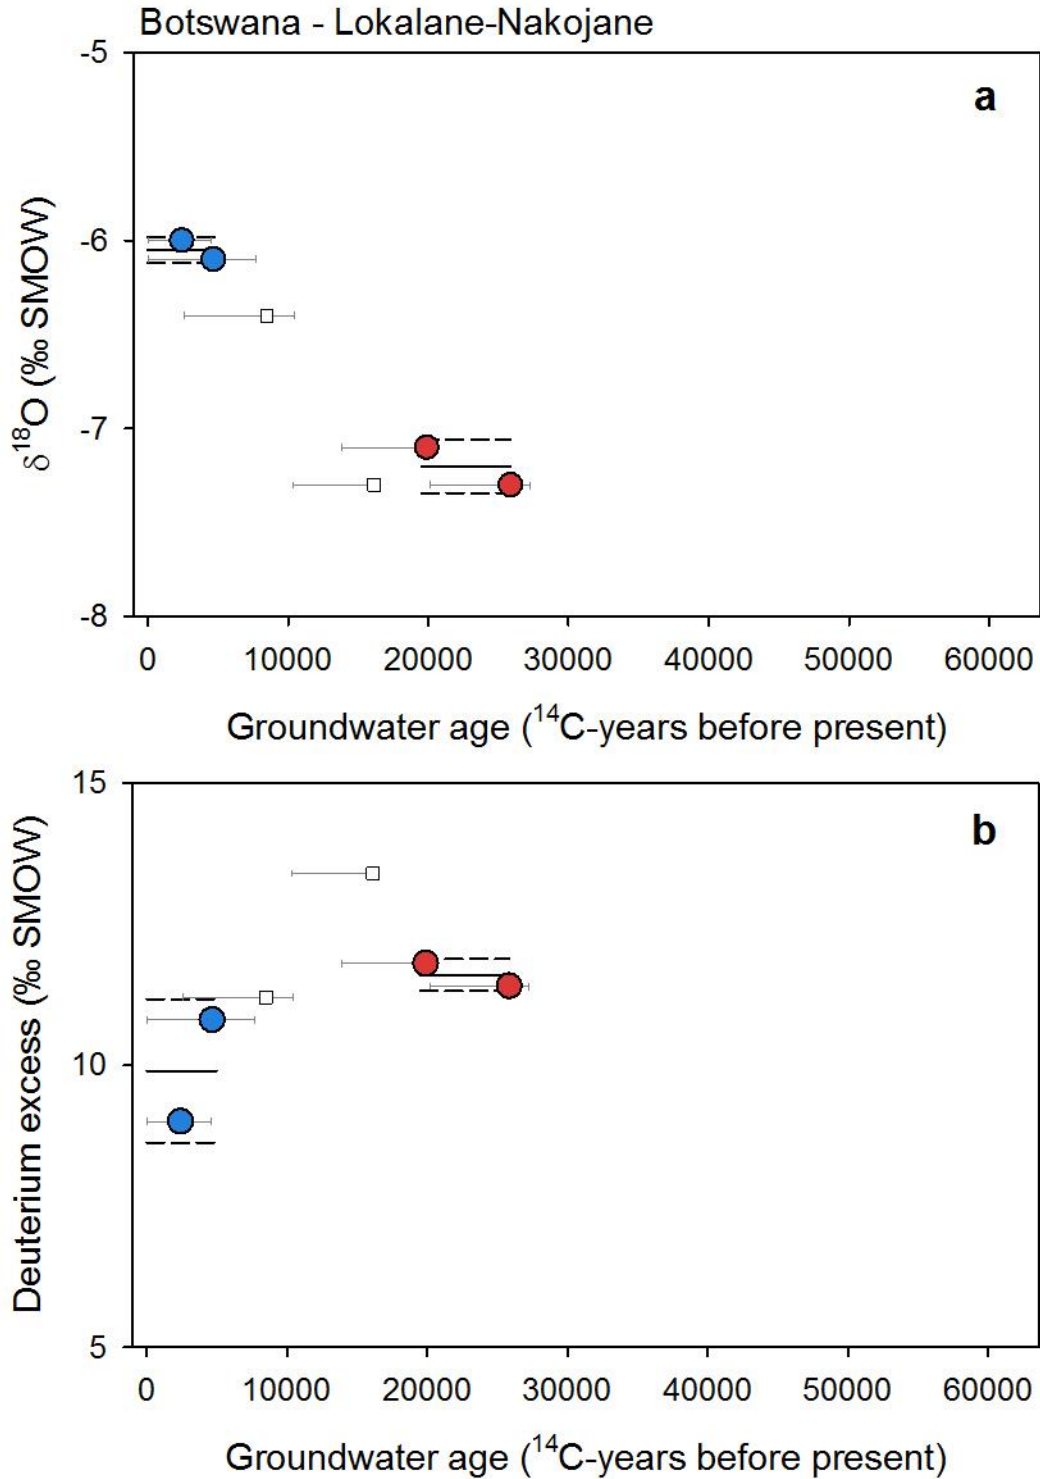 Botswana - Lokalane-Nakojane
a
-5
-6
-7
-8
δ¹⁸O (‰ SMOW)
0 10000 20000 30000 40000 50000 60000
Groundwater age (¹⁴C-years before present)
b
15
10
5
Deuterium excess (‰ SMOW)
0 10000 20000 30000 40000 50000 60000
Groundwater age (¹⁴C-years before present)